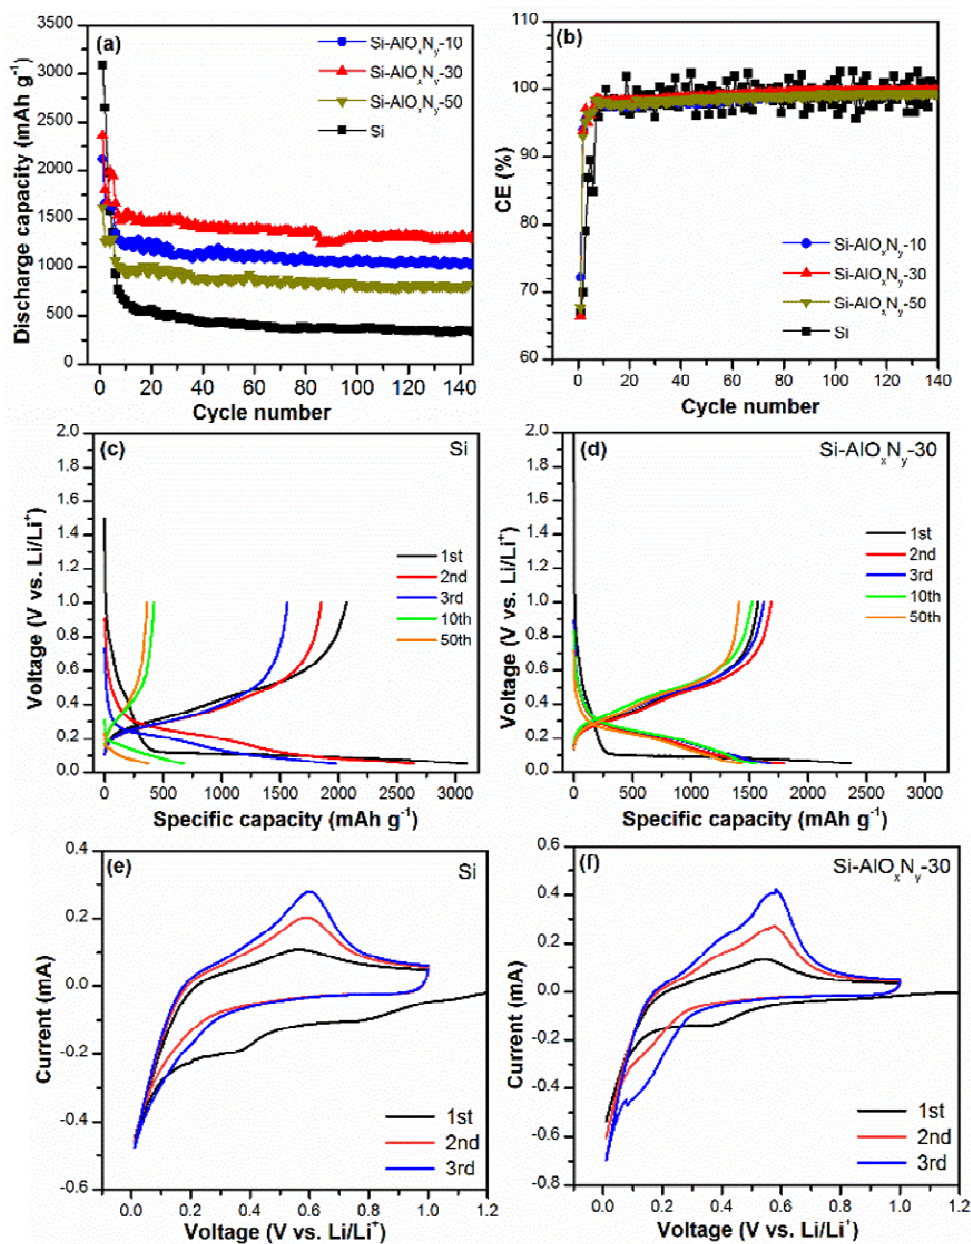 (a)
Si-AlOxNy-10
Si-AlOxNy-30
Si-AlOxNy-50
Si
3500
3000
2500
2000
1500
1000
500
0
Discharge capacity (mAh g-1)
0 20 40 60 80 100 120 140
Cycle number
(b)
110
100
90
80
70
60
CE (%)
Si-AlOxNy-10
Si-AlOxNy-30
Si-AlOxNy-50
Si
0 20 40 60 80 100 120 140
Cycle number
(c)
Si
2.0
1.8
1.6
1.4
1.2
1.0
0.8
0.6
0.4
0.2
0.0
Voltage (V vs. Li/Li+)
1st
2nd
3rd
10th
50th
0 500 1000 1500 2000 2500 3000
Specific capacity (mAh g-1)
(d)
Si-AlOxNy-30
2.0
1.8
1.6
1.4
1.2
1.0
0.8
0.6
0.4
0.2
0.0
Voltage (V vs. Li/Li+)
1st
2nd
3rd
10th
50th
0 500 1000 1500 2000 2500 3000
Specific capacity (mAh g-1)
(e)
Si
0.4
0.2
0.0
-0.2
-0.4
-0.6
Current (mA)
1st
2nd
3rd
0.0 0.2 0.4 0.6 0.8 1.0 1.2
Voltage (V vs. Li/Li+)
(f)
Si-AlOxNy-30
0.6
0.4
0.2
0.0
-0.2
-0.4
-0.6
-0.8
Current (mA)
1st
2nd
3rd
0.0 0.2 0.4 0.6 0.8 1.0 1.2
Voltage (V vs. Li/Li+)